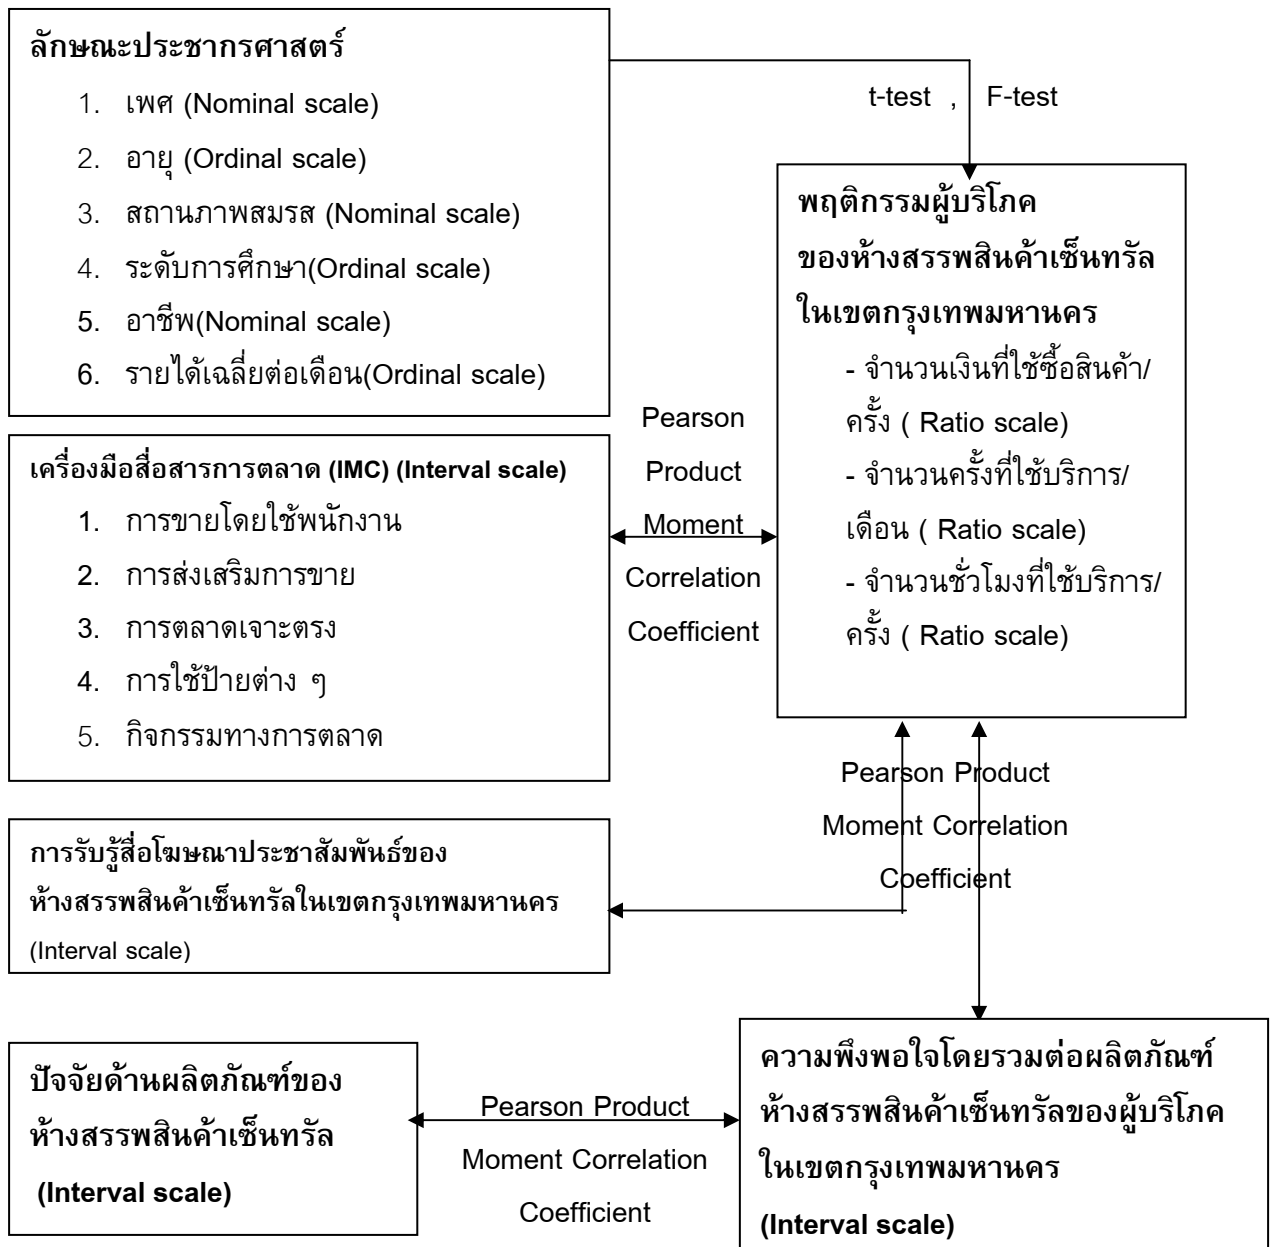 ลักษณะประชากรศาสตร์
1. เพศ (Nominal scale)
2. อายุ (Ordinal scale)
3. สถานภาพสมรส (Nominal scale)
4. ระดับการศึกษา(Ordinal scale)
5. อาชีพ(Nominal scale)
6. รายได้เฉลี่ยต่อเดือน(Ordinal scale)
t-test , F-test
พฤติกรรมผู้บริโภค
ของห้างสรรพสินค้าเซ็นทรัล
ในเขตกรุงเทพมหานคร
- จำนวนเงินที่ใช้ซื้อสินค้า/
ครั้ง ( Ratio scale)
- จำนวนครั้งที่ใช้บริการ/
เดือน ( Ratio scale)
- จำนวนชั่วโมงที่ใช้บริการ/
ครั้ง ( Ratio scale)
Pearson
Product
Moment
Correlation
Coefficient
เครื่องมือสื่อสารการตลาด (IMC) (Interval scale)
1. การขายโดยใช้พนักงาน
2. การส่งเสริมการขาย
3. การตลาดเจาะตรง
4. การใช้ป้ายต่าง ๆ
5. กิจกรรมทางการตลาด
Pearson Product
Moment Correlation
Coefficient
การรับรู้สื่อโฆษณาประชาสัมพันธ์ของ
ห้างสรรพสินค้าเซ็นทรัลในเขตกรุงเทพมหานคร
(Interval scale)
ปัจจัยด้านผลิตภัณฑ์ของ
ห้างสรรพสินค้าเซ็นทรัล
(Interval scale)
Pearson Product
Moment Correlation
Coefficient
ความพึงพอใจโดยรวมต่อผลิตภัณฑ์
ห้างสรรพสินค้าเซ็นทรัลของผู้บริโภค
ในเขตกรุงเทพมหานคร
(Interval scale)